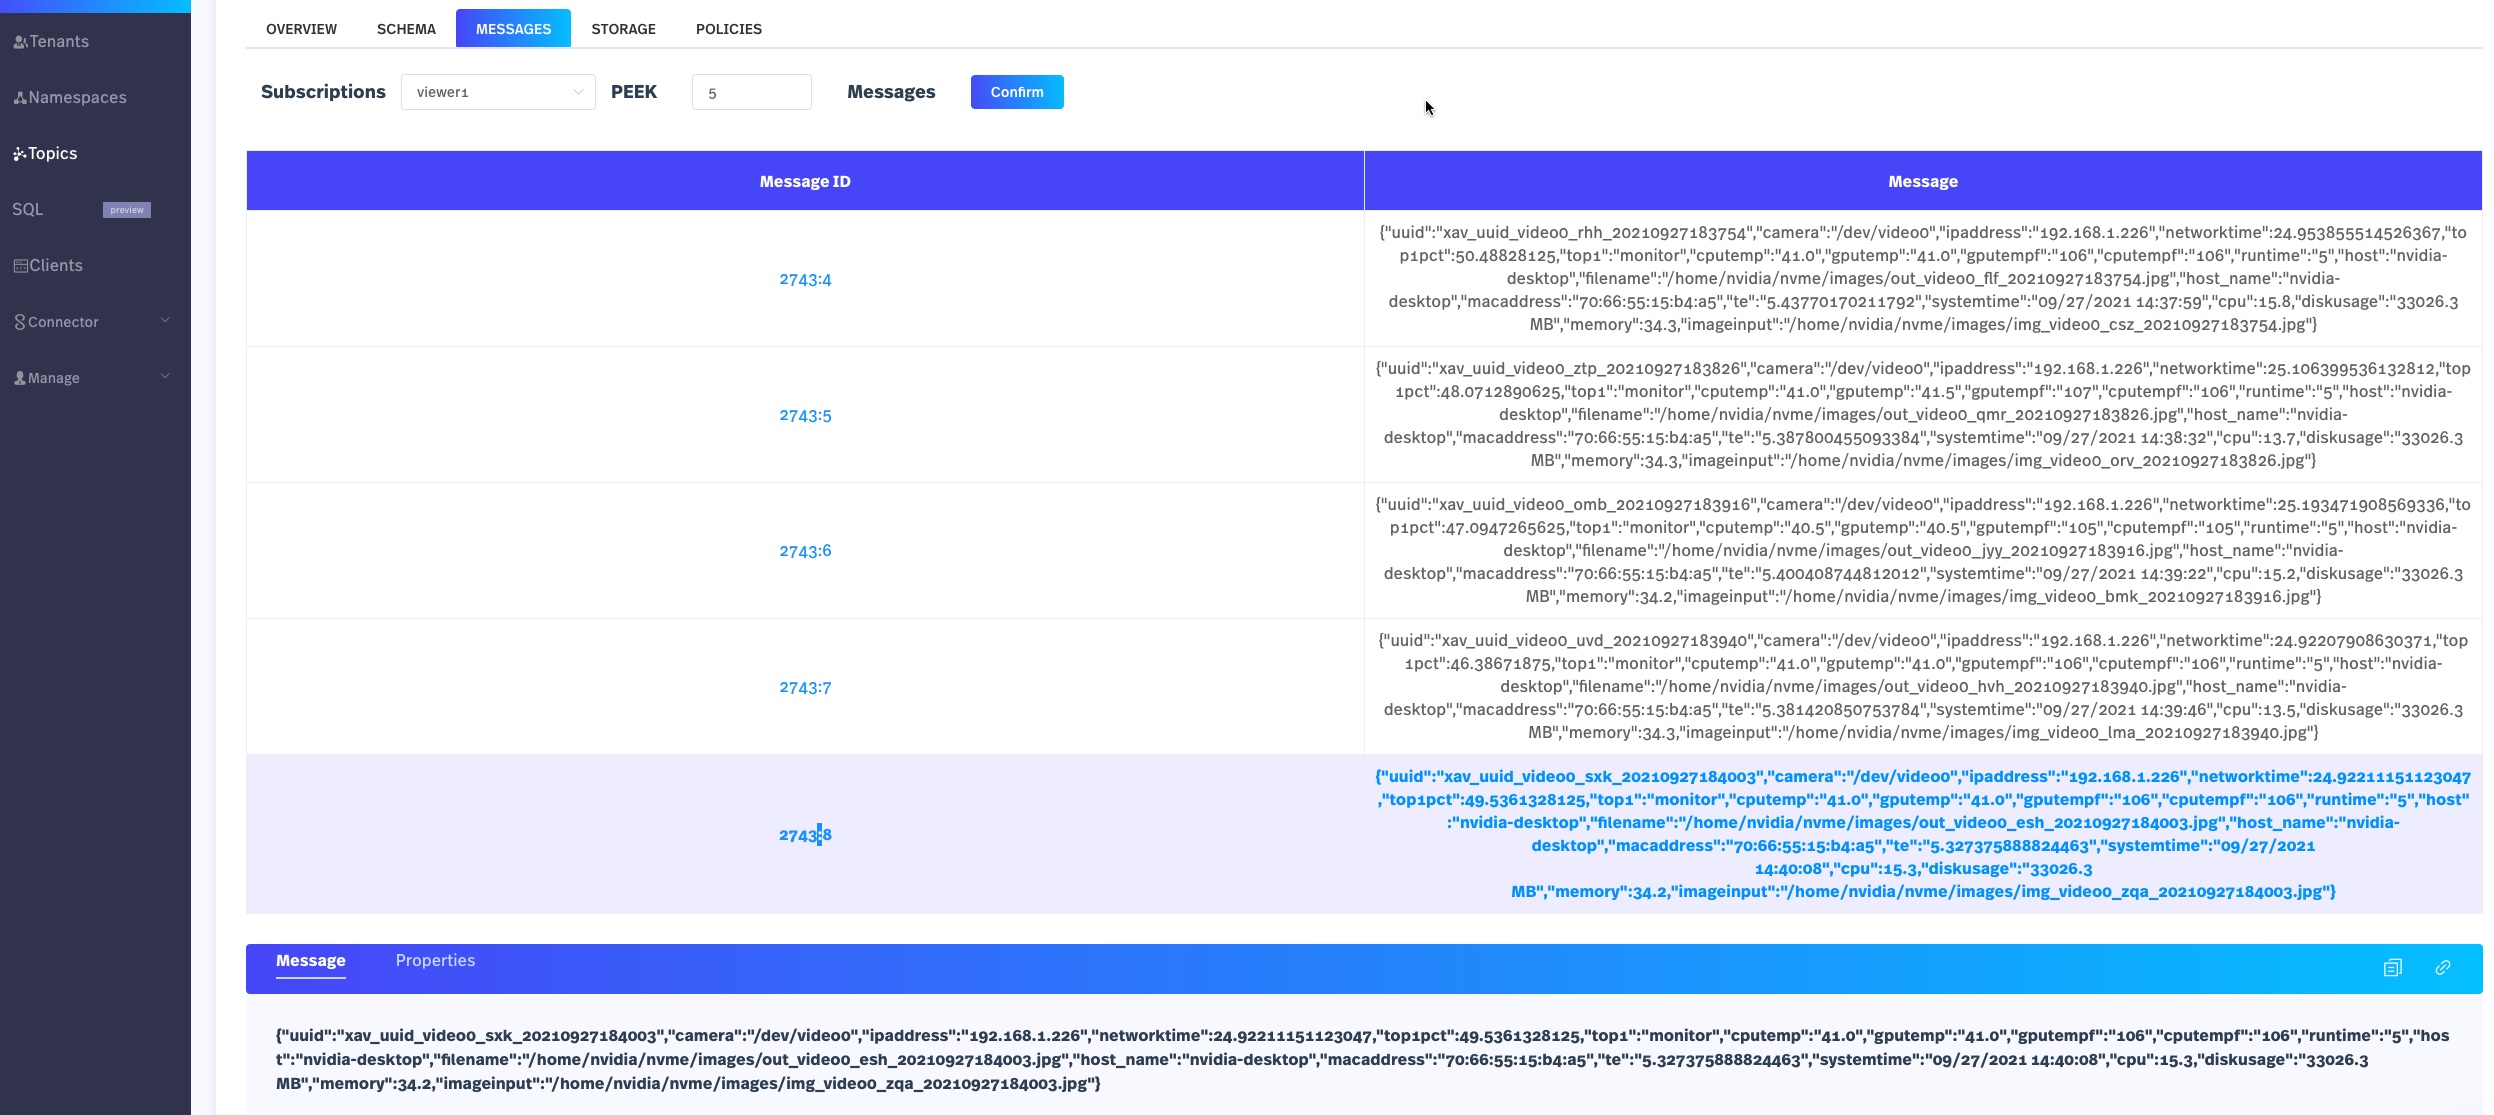 OVERVIEW SCHEMA MESSAGES STORAGE POLICIES
Tenants
Namespaces
Topics
SQL preview
Clients
Connector
Manage
Subscriptions viewer1 PEEK 5 Messages Confirm
Message ID Message
2743:4
{"uuid":"xav_uuid_video0_rhh_20210927183754","camera":"/dev/video0","ipaddress":"192.168.1.226","networktime":24.953855514526367,"to
p1pct":50.48828125,"top1":"monitor","cputemp":"41.0","gputemp":"41.0","gputempf":"106","cputempf":"106","runtime":"5","host":"nvidia-
desktop","filename":"/home/nvidia/nvme/images/out_video0_flf_20210927183754.jpg","host_name":"nvidia-
desktop","macaddress":"70:66:55:15:b4:a5","te":"5.43770170211792","systemtime":"09/27/2021 14:37:59","cpu":15.8,"diskusage":"33026.3
MB","memory":34.3,"imageinput":"/home/nvidia/nvme/images/img_video0_csz_20210927183754.jpg"}
2743:5
{"uuid":"xav_uuid_video0_ztp_20210927183826","camera":"/dev/video0","ipaddress":"192.168.1.226","networktime":25.106399536132812,"top
1pct":48.0712890625,"top1":"monitor","cputemp":"41.0","gputemp":"41.5","gputempf":"107","cputempf":"106","runtime":"5","host":"nvidia-
desktop","filename":"/home/nvidia/nvme/images/out_video0_qmr_20210927183826.jpg","host_name":"nvidia-
desktop","macaddress":"70:66:55:15:b4:a5","te":"5.387800455093384","systemtime":"09/27/2021 14:38:32","cpu":13.7,"diskusage":"33026.3
MB","memory":34.3,"imageinput":"/home/nvidia/nvme/images/img_video0_orv_20210927183826.jpg"}
2743:6
{"uuid":"xav_uuid_video0_omb_20210927183916","camera":"/dev/video0","ipaddress":"192.168.1.226","networktime":25.193471908569336,"to
p1pct":47.0947265625,"top1":"monitor","cputemp":"40.5","gputemp":"40.5","gputempf":"105","cputempf":"105","runtime":"5","host":"nvidia-
desktop","filename":"/home/nvidia/nvme/images/out_video0_jyy_20210927183916.jpg","host_name":"nvidia-
desktop","macaddress":"70:66:55:15:b4:a5","te":"5.400408744812012","systemtime":"09/27/2021 14:39:22","cpu":15.2,"diskusage":"33026.3
MB","memory":34.2,"imageinput":"/home/nvidia/nvme/images/img_video0_bmk_20210927183916.jpg"}
2743:7
{"uuid":"xav_uuid_video0_uvd_20210927183940","camera":"/dev/video0","ipaddress":"192.168.1.226","networktime":24.92207908630371,"top
1pct":46.38671875,"top1":"monitor","cputemp":"41.0","gputemp":"41.0","gputempf":"106","cputempf":"106","runtime":"5","host":"nvidia-
desktop","filename":"/home/nvidia/nvme/images/out_video0_hvh_20210927183940.jpg","host_name":"nvidia-
desktop","macaddress":"70:66:55:15:b4:a5","te":"5.381420850753784","systemtime":"09/27/2021 14:39:46","cpu":13.5,"diskusage":"33026.3
MB","memory":34.3,"imageinput":"/home/nvidia/nvme/images/img_video0_lma_20210927183940.jpg"}
2743:8
{"uuid":"xav_uuid_video0_sxk_20210927184003","camera":"/dev/video0","ipaddress":"192.168.1.226","networktime":24.92211151123047
,"top1pct":49.5361328125,"top1":"monitor","cputemp":"41.0","gputemp":"41.0","gputempf":"106","cputempf":"106","runtime":"5","host"
:"nvidia-desktop","filename":"/home/nvidia/nvme/images/out_video0_esh_20210927184003.jpg","host_name":"nvidia-
desktop","macaddress":"70:66:55:15:b4:a5","te":"5.327375888824463","systemtime":"09/27/2021
14:40:08","cpu":15.3,"diskusage":"33026.3
MB","memory":34.2,"imageinput":"/home/nvidia/nvme/images/img_video0_zqa_20210927184003.jpg"}
Message Properties
{"uuid":"xav_uuid_video0_sxk_20210927184003","camera":"/dev/video0","ipaddress":"192.168.1.226","networktime":24.92211151123047,"top1pct":49.5361328125,"top1":"monitor","cputemp":"41.0","gputemp":"41.0","gputempf":"106","cputempf":"106","runtime":"5","hos
t":"nvidia-desktop","filename":"/home/nvidia/nvme/images/out_video0_esh_20210927184003.jpg","host_name":"nvidia-desktop","macaddress":"70:66:55:15:b4:a5","te":"5.327375888824463","systemtime":"09/27/2021 14:40:08","cpu":15.3,"diskusage":"33026.3
MB","memory":34.2,"imageinput":"/home/nvidia/nvme/images/img_video0_zqa_20210927184003.jpg"}